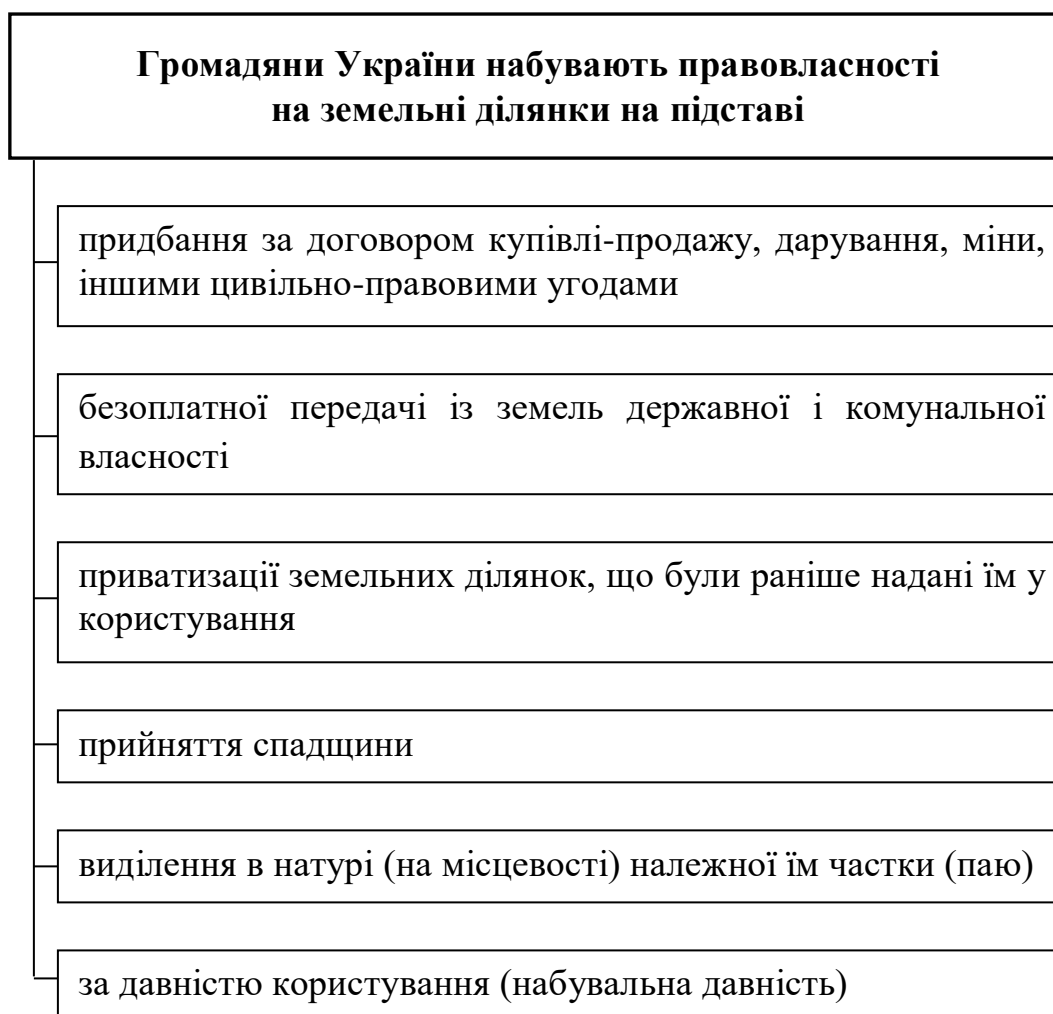 Громадяни України набувають правовласності
на земельні ділянки на підставі
придбання за договором купівлі-продажу, дарування, міни,
іншими цивільно-правовими угодами
безоплатної передачі із земель державної і комунальної
власності
приватизації земельних ділянок, що були раніше надані їм у
користування
прийняття спадщини
виділення в натурі (на місцевості) належної їм частки (паю)
за давністю користування (набувальна давність)